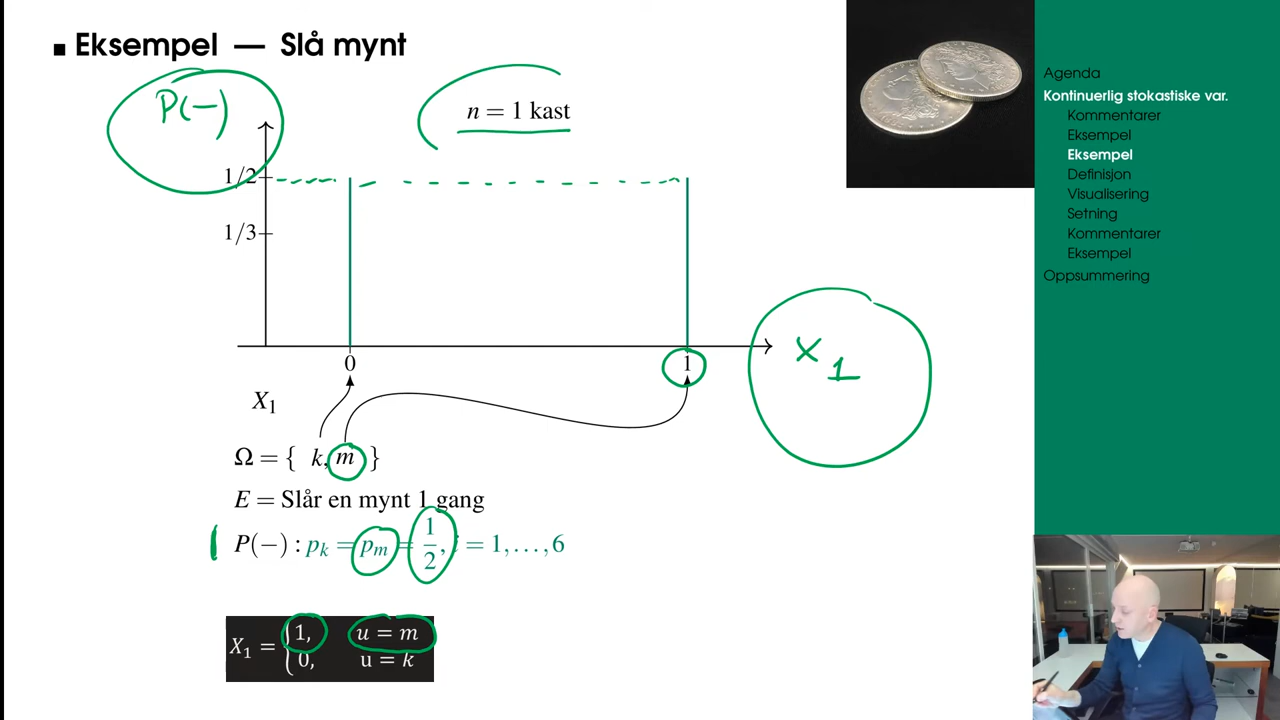 ■ Eksempel — Slå mynt
P(–)
n = 1 kast
1/2
1/3
0
1
X 1
X₁
Ω = { k, m }
E = Slår en mynt 1 gang
P(−) : pₖ = pₘ = 1/2, i = 1,…,6
X₁ = { 1, u = m
0, u = k
Agenda
Kontinuerlig stokastiske var.
Kommentarer
Eksempel
Eksempel
Definisjon
Visualisering
Setning
Kommentarer
Eksempel
Oppsummering